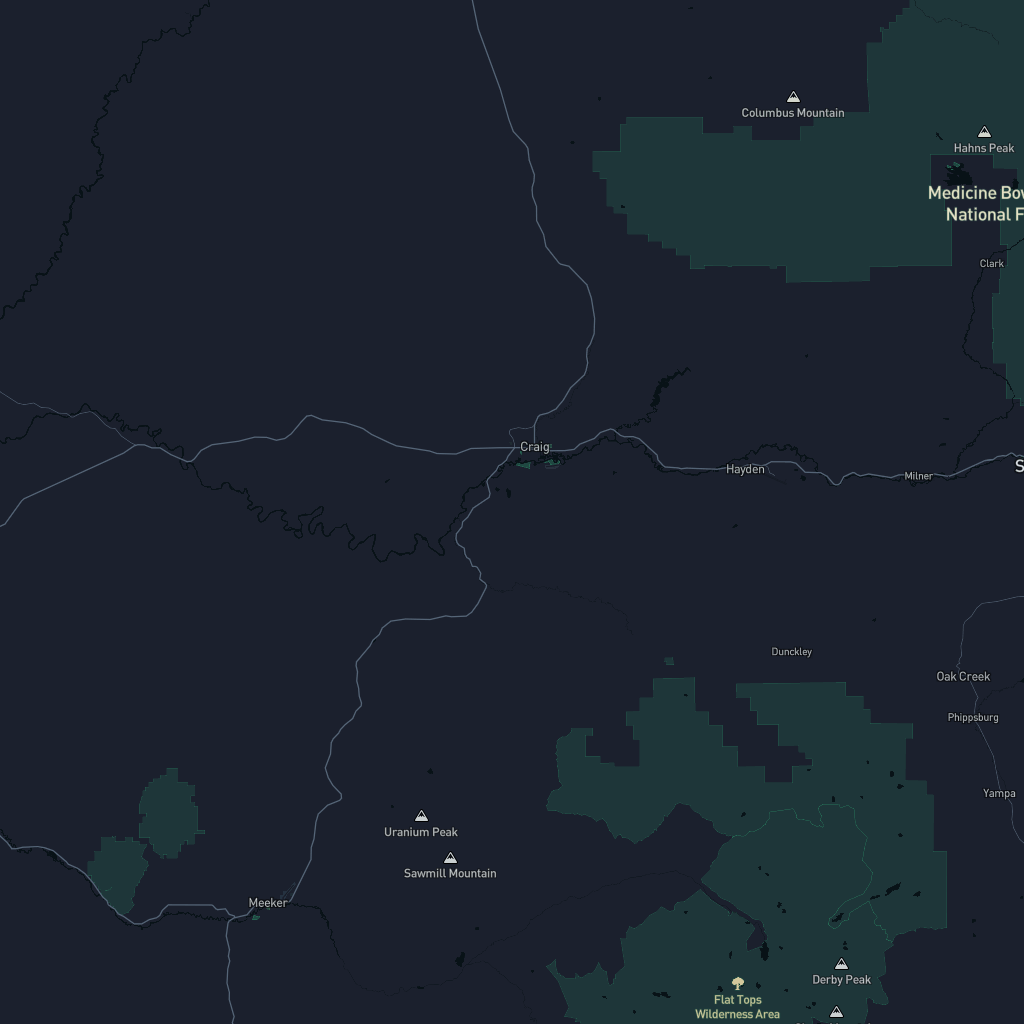 Columbus Mountain
Hahns Peak
Medicine Bow
National F
Clark
Craig
Hayden
Milner
S
Dunckley
Oak Creek
Phippsburg
Yampa
Uranium Peak
Sawmill Mountain
Meeker
Derby Peak
Flat Tops
Wilderness Area